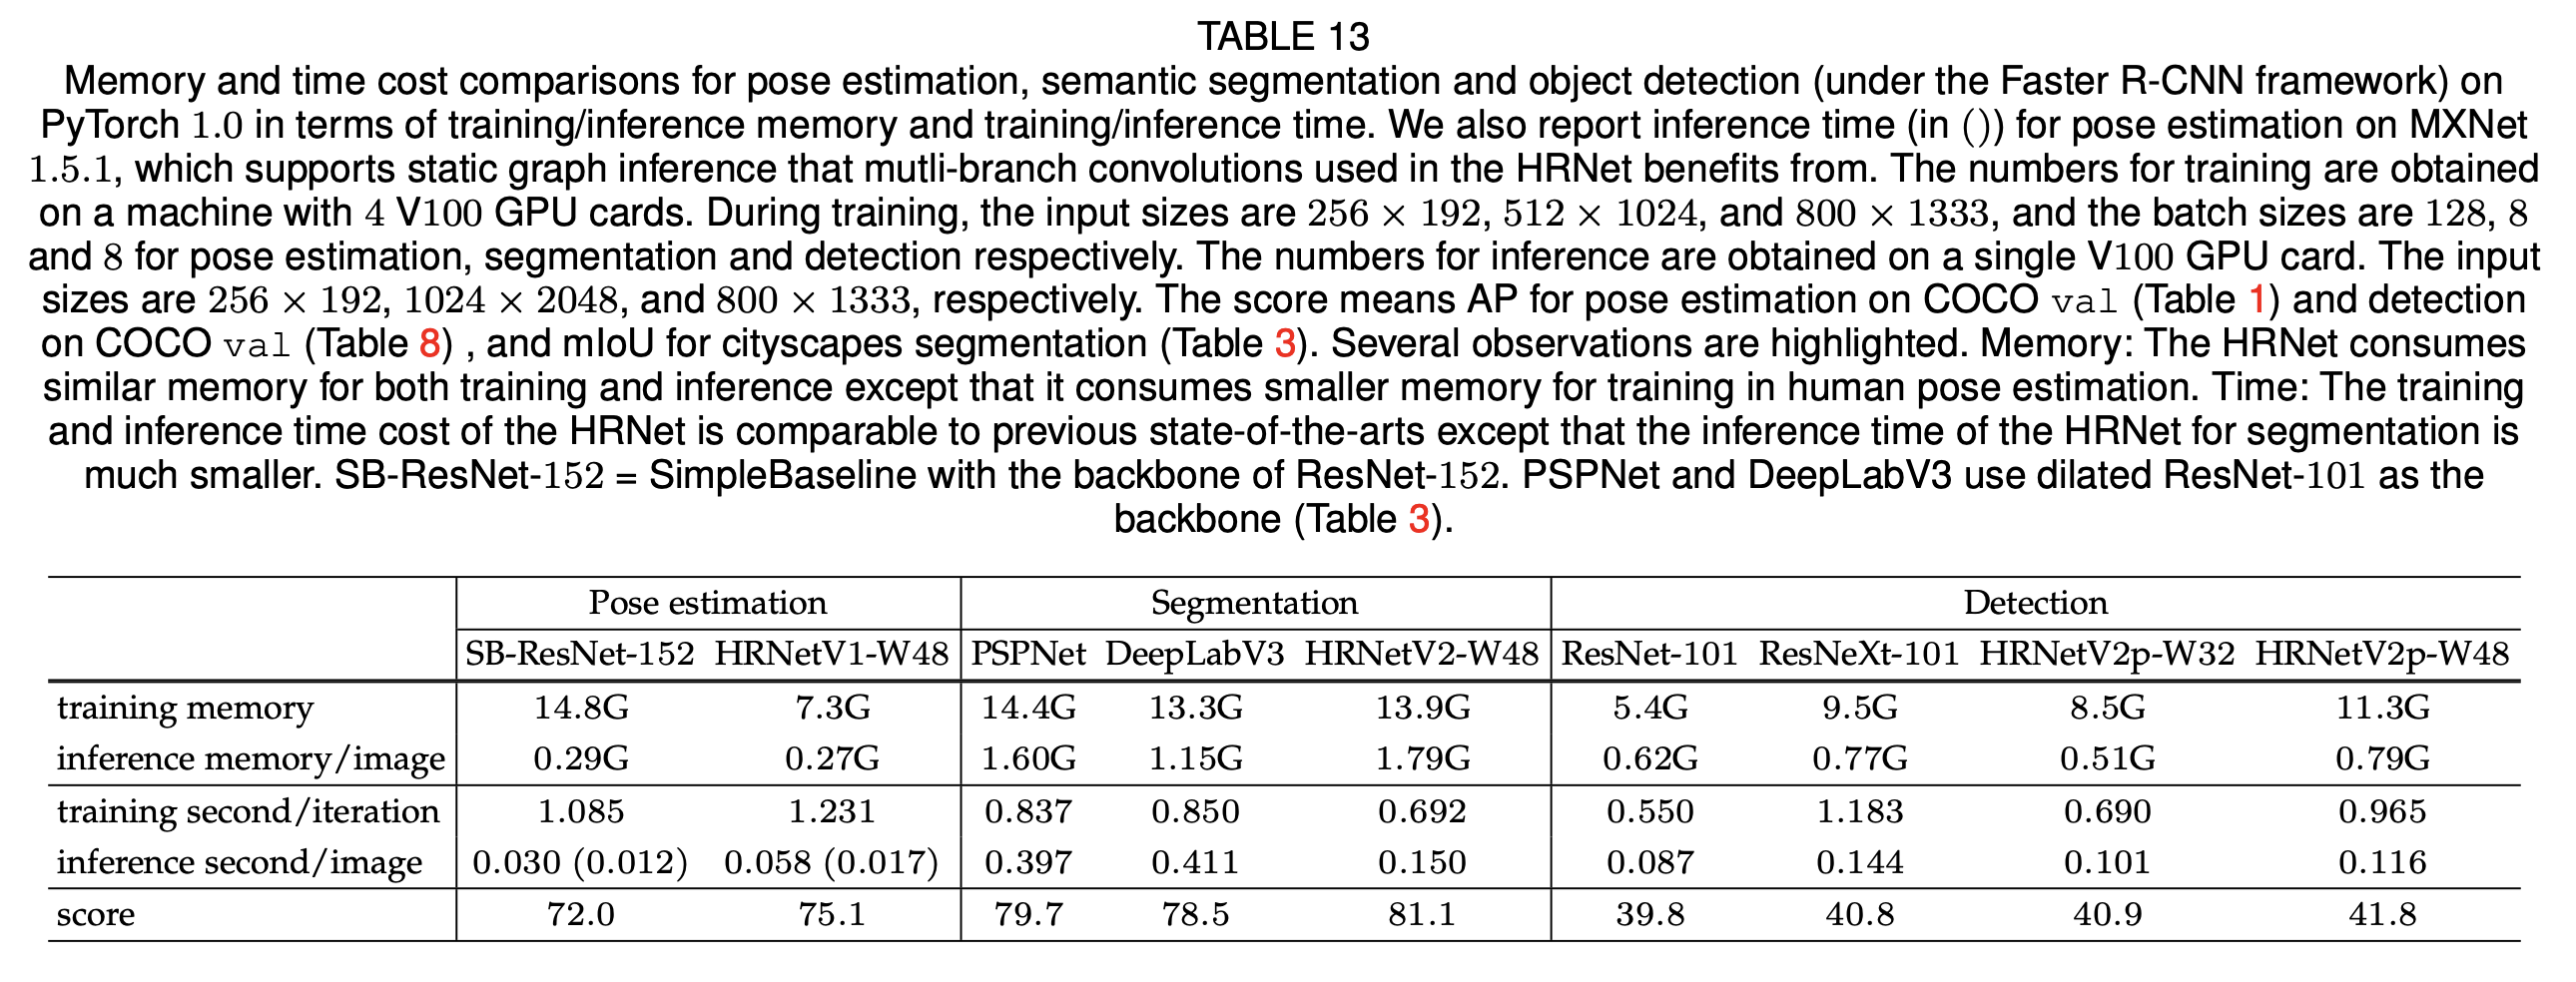 TABLE 13
Memory and time cost comparisons for pose estimation, semantic segmentation and object detection (under the Faster R-CNN framework) on
PyTorch 1.0 in terms of training/inference memory and training/inference time. We also report inference time (in ()) for pose estimation on MXNet
1.5.1, which supports static graph inference that mutli-branch convolutions used in the HRNet benefits from. The numbers for training are obtained
on a machine with 4 V100 GPU cards. During training, the input sizes are 256 × 192, 512 × 1024, and 800 × 1333, and the batch sizes are 128, 8
and 8 for pose estimation, segmentation and detection respectively. The numbers for inference are obtained on a single V100 GPU card. The input
sizes are 256 × 192, 1024 × 2048, and 800 × 1333, respectively. The score means AP for pose estimation on COCO val (Table 1) and detection
on COCO val (Table 8) , and mIoU for cityscapes segmentation (Table 3). Several observations are highlighted. Memory: The HRNet consumes
similar memory for both training and inference except that it consumes smaller memory for training in human pose estimation. Time: The training
and inference time cost of the HRNet is comparable to previous state-of-the-arts except that the inference time of the HRNet for segmentation is
much smaller. SB-ResNet-152 = SimpleBaseline with the backbone of ResNet-152. PSPNet and DeepLabV3 use dilated ResNet-101 as the
backbone (Table 3).
Pose estimation Segmentation Detection
SB-ResNet-152 HRNetV1-W48 PSPNet DeepLabV3 HRNetV2-W48 ResNet-101 ResNeXt-101 HRNetV2p-W32 HRNetV2p-W48
training memory 14.8G 7.3G 14.4G 13.3G 13.9G 5.4G 9.5G 8.5G 11.3G
inference memory/image 0.29G 0.27G 1.60G 1.15G 1.79G 0.62G 0.77G 0.51G 0.79G
training second/iteration 1.085 1.231 0.837 0.850 0.692 0.550 1.183 0.690 0.965
inference second/image 0.030 (0.012) 0.058 (0.017) 0.397 0.411 0.150 0.087 0.144 0.101 0.116
score 72.0 75.1 79.7 78.5 81.1 39.8 40.8 40.9 41.8